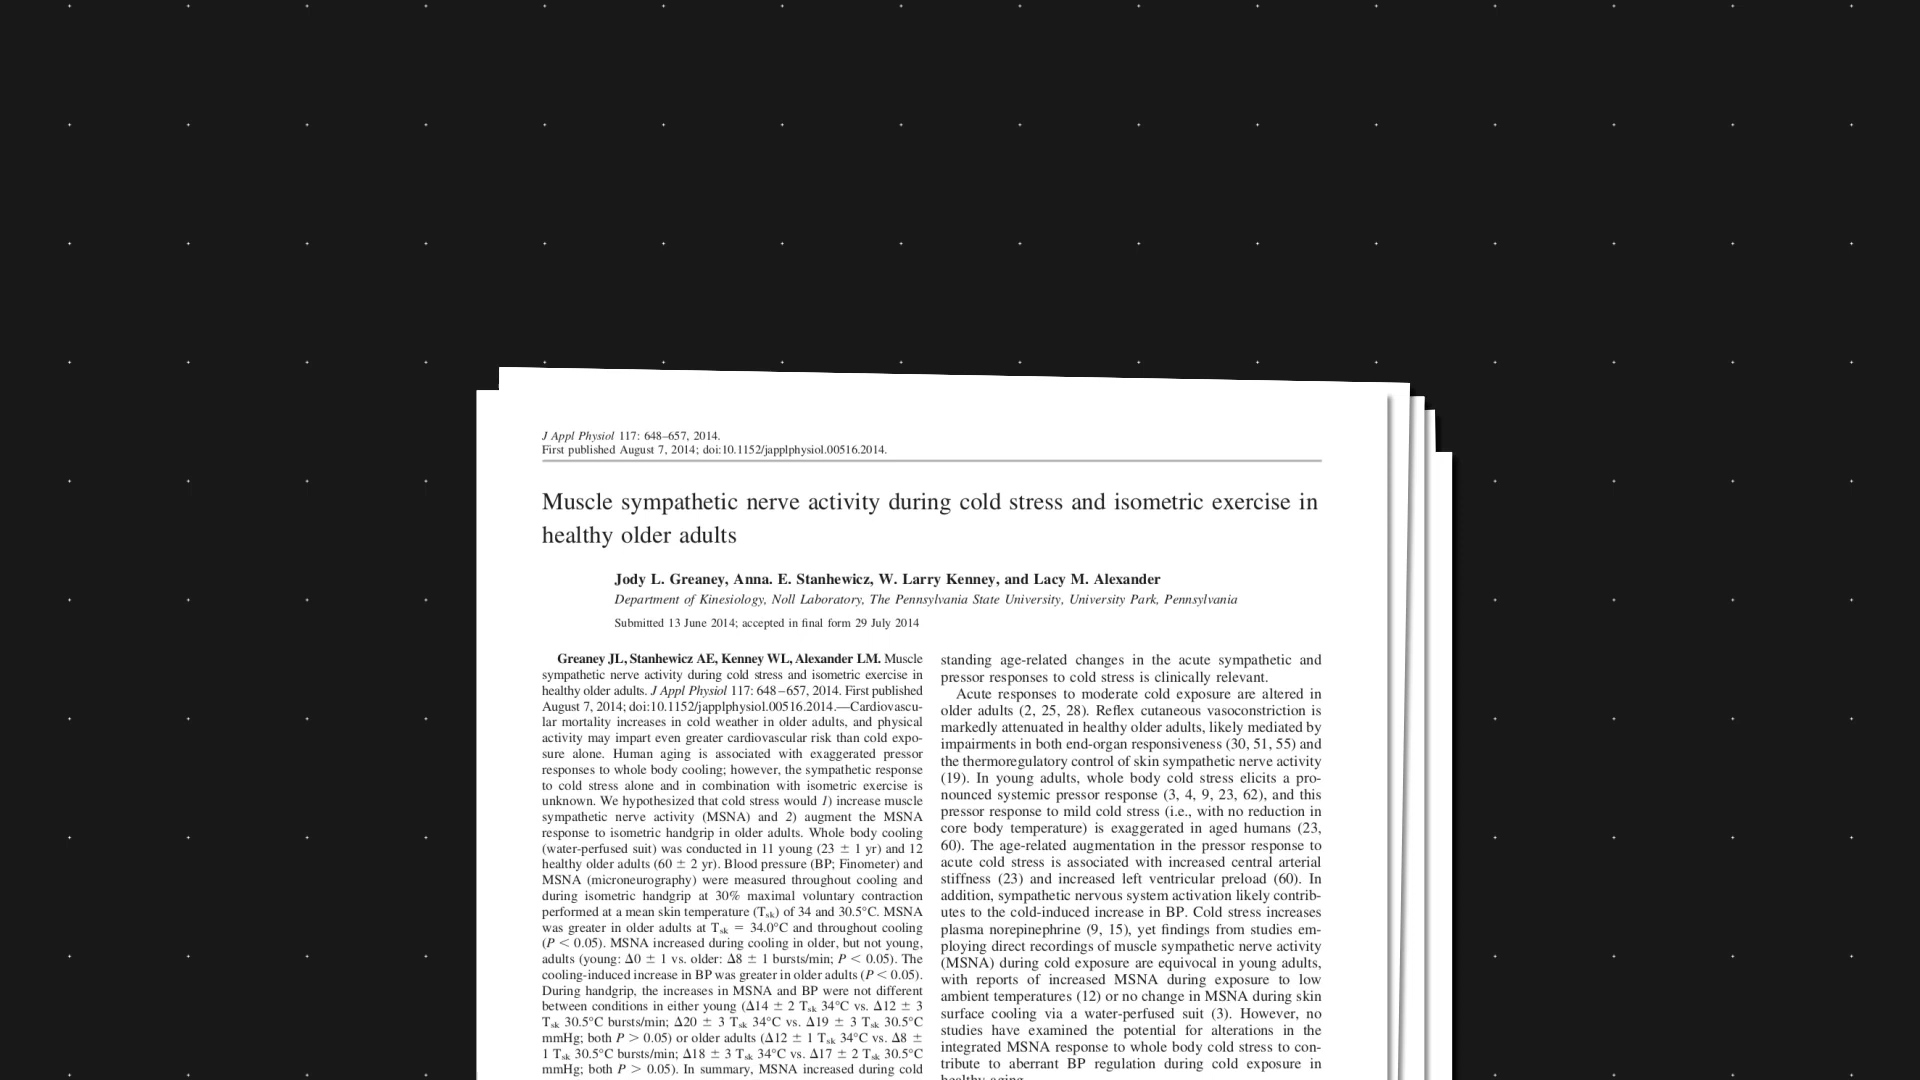 J Appl Physiol 117: 648–657, 2014.
First published August 7, 2014; doi:10.1152/japplphysiol.00516.2014.
Muscle sympathetic nerve activity during cold stress and isometric exercise in
healthy older adults
Jody L. Greaney, Anna. E. Stanhewicz, W. Larry Kenney, and Lacy M. Alexander
Department of Kinesiology, Noll Laboratory, The Pennsylvania State University, University Park, Pennsylvania
Submitted 13 June 2014; accepted in final form 29 July 2014
Greaney JL, Stanhewicz AE, Kenney WL, Alexander LM. Muscle
sympathetic nerve activity during cold stress and isometric exercise in
healthy older adults. J Appl Physiol 117: 648–657, 2014. First published
August 7, 2014; doi:10.1152/japplphysiol.00516.2014.—Cardiovascu-
lar mortality increases in cold weather in older adults, and physical
activity may impart even greater cardiovascular risk than cold expo-
sure alone. Human aging is associated with exaggerated pressor
responses to whole body cooling; however, the sympathetic response
to cold stress alone and in combination with isometric exercise is
unknown. We hypothesized that cold stress would 1) increase muscle
sympathetic nerve activity (MSNA) and 2) augment the MSNA
response to isometric handgrip in older adults. Whole body cooling
(water-perfused suit) was conducted in 11 young (23 ± 1 yr) and 12
healthy older adults (60 ± 2 yr). Blood pressure (BP; Finometer) and
MSNA (microneurography) were measured throughout cooling and
during isometric handgrip at 30% maximal voluntary contraction
performed at a mean skin temperature (Tsk) of 34 and 30.5°C. MSNA
was greater in older adults at Tsk = 34.0°C and throughout cooling
(P < 0.05). MSNA increased during cooling in older, but not young,
adults (young: Δ0 ± 1 vs. older: Δ8 ± 1 bursts/min; P < 0.05). The
cooling-induced increase in BP was greater in older adults (P < 0.05).
During handgrip, the increases in MSNA and BP were not different
between conditions in either young (Δ14 ± 2 Tsk 34°C vs. Δ12 ± 3
Tsk 30.5°C bursts/min; Δ20 ± 3 Tsk 34°C vs. Δ19 ± 3 Tsk 30.5°C
mmHg; both P > 0.05) or older adults (Δ12 ± 1 Tsk 34°C vs. Δ8 ±
1 Tsk 30.5°C bursts/min; Δ18 ± 3 Tsk 34°C vs. Δ17 ± 2 Tsk 30.5°C
mmHg; both P > 0.05). In summary, MSNA increased during cold
standing age-related changes in the acute sympathetic and
pressor responses to cold stress is clinically relevant.
Acute responses to moderate cold exposure are altered in
older adults (2, 25, 28). Reflex cutaneous vasoconstriction is
markedly attenuated in healthy older adults, likely mediated by
impairments in both end-organ responsiveness (30, 51, 55) and
the thermoregulatory control of skin sympathetic nerve activity
(19). In young adults, whole body cold stress elicits a pro-
nounced systemic pressor response (3, 4, 9, 23, 62), and this
pressor response to mild cold stress (i.e., with no reduction in
core body temperature) is exaggerated in aged humans (23,
60). The age-related augmentation in the pressor response to
acute cold stress is associated with increased central arterial
stiffness (23) and increased left ventricular preload (60). In
addition, sympathetic nervous system activation likely contrib-
utes to the cold-induced increase in BP. Cold stress increases
plasma norepinephrine (9, 15), yet findings from studies em-
ploying direct recordings of muscle sympathetic nerve activity
(MSNA) during cold exposure are equivocal in young adults,
with reports of increased MSNA during exposure to low
ambient temperatures (12) or no change in MSNA during skin
surface cooling via a water-perfused suit (3). However, no
studies have examined the potential for alterations in the
integrated MSNA response to whole body cold stress to con-
tribute to aberrant BP regulation during cold exposure in
healthy aging.